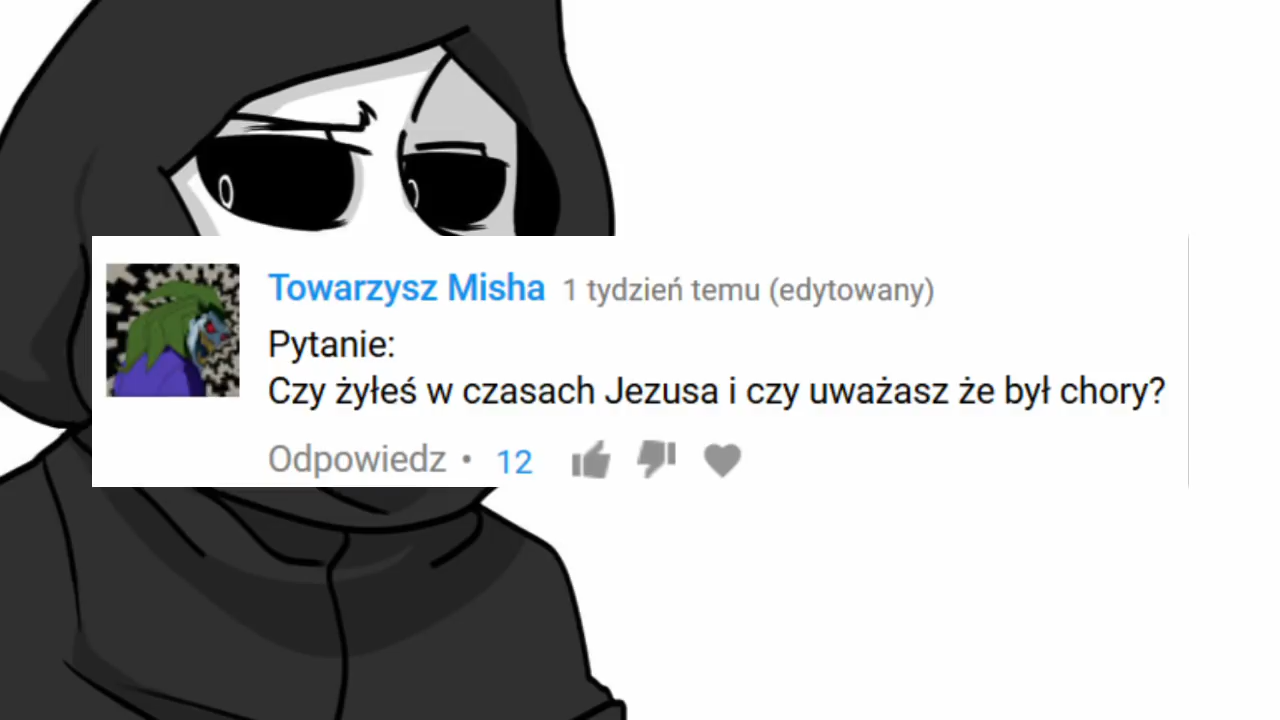 Towarzysz Misha 1 tydzień temu (edytowany)
Pytanie:
Czy żyłeś w czasach Jezusa i czy uważasz że był chory?
Odpowiedz • 12